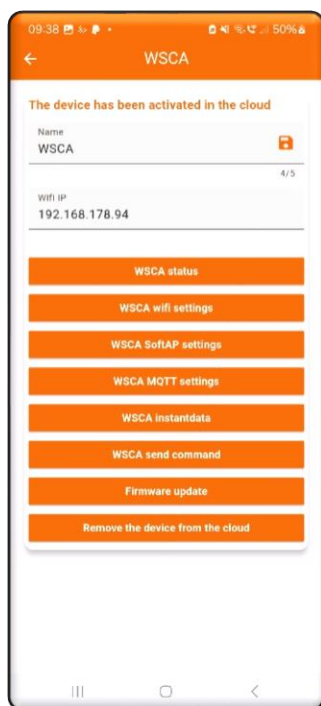 09:38 50%
WSCA
The device has been activated in the cloud
Name
WSCA
4/5
Wifi IP
192.168.178.94
WSCA status
WSCA wifi settings
WSCA SoftAP settings
WSCA MQTT settings
WSCA instantdata
WSCA send command
Firmware update
Remove the device from the cloud